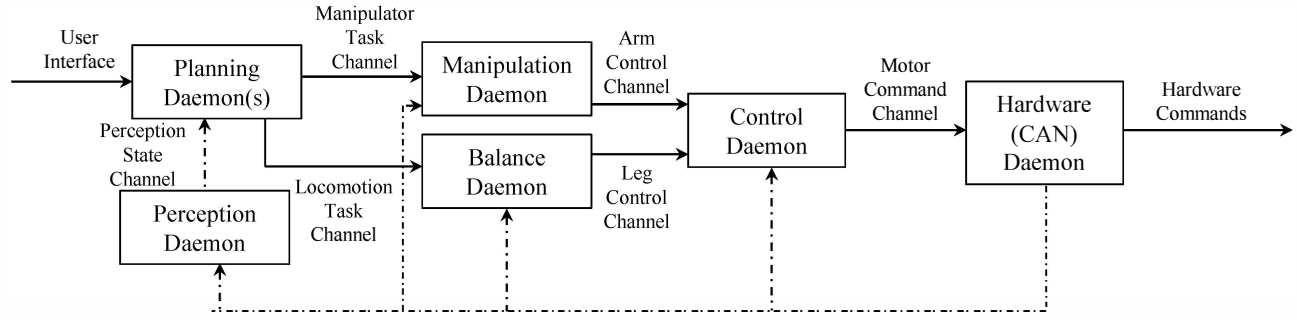 User
Interface
Planning
Daemon(s)
Manipulator
Task
Channel
Manipulation
Daemon
Arm
Control
Channel
Control
Daemon
Motor
Command
Channel
Hardware
(CAN)
Daemon
Hardware
Commands
Perception
State
Channel
Perception
Daemon
Locomotion
Task
Channel
Balance
Daemon
Leg
Control
Channel